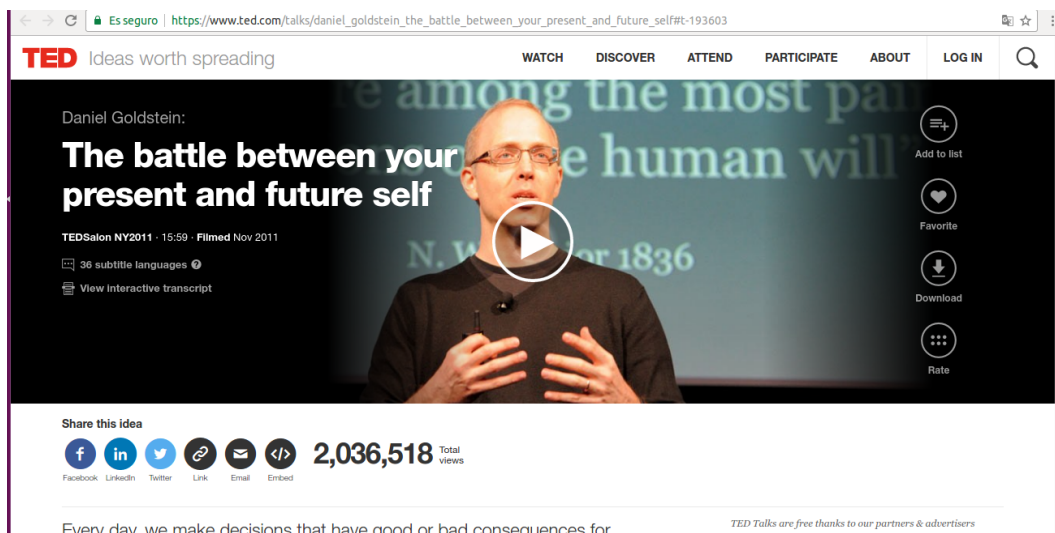 Es seguro | https://www.ted.com/talks/daniel_goldstein_the_battle_between_your_present_and_future_self#t-193603
TED Ideas worth spreading
WATCH DISCOVER ATTEND PARTICIPATE ABOUT LOG IN
e among the most pai
Daniel Goldstein:
The battle between your
present and future self
e human will”
TEDSalon NY2011 · 15:59 · Filmed Nov 2011
36 subtitle languages
View interactive transcript
N. W
or 1836
Add to list
Favorite
Download
Rate
Share this idea
Facebook LinkedIn Twitter Link Email Embed
2,036,518 Total views
Every day, we make decisions that have good or bad consequences for
TED Talks are free thanks to our partners & advertisers